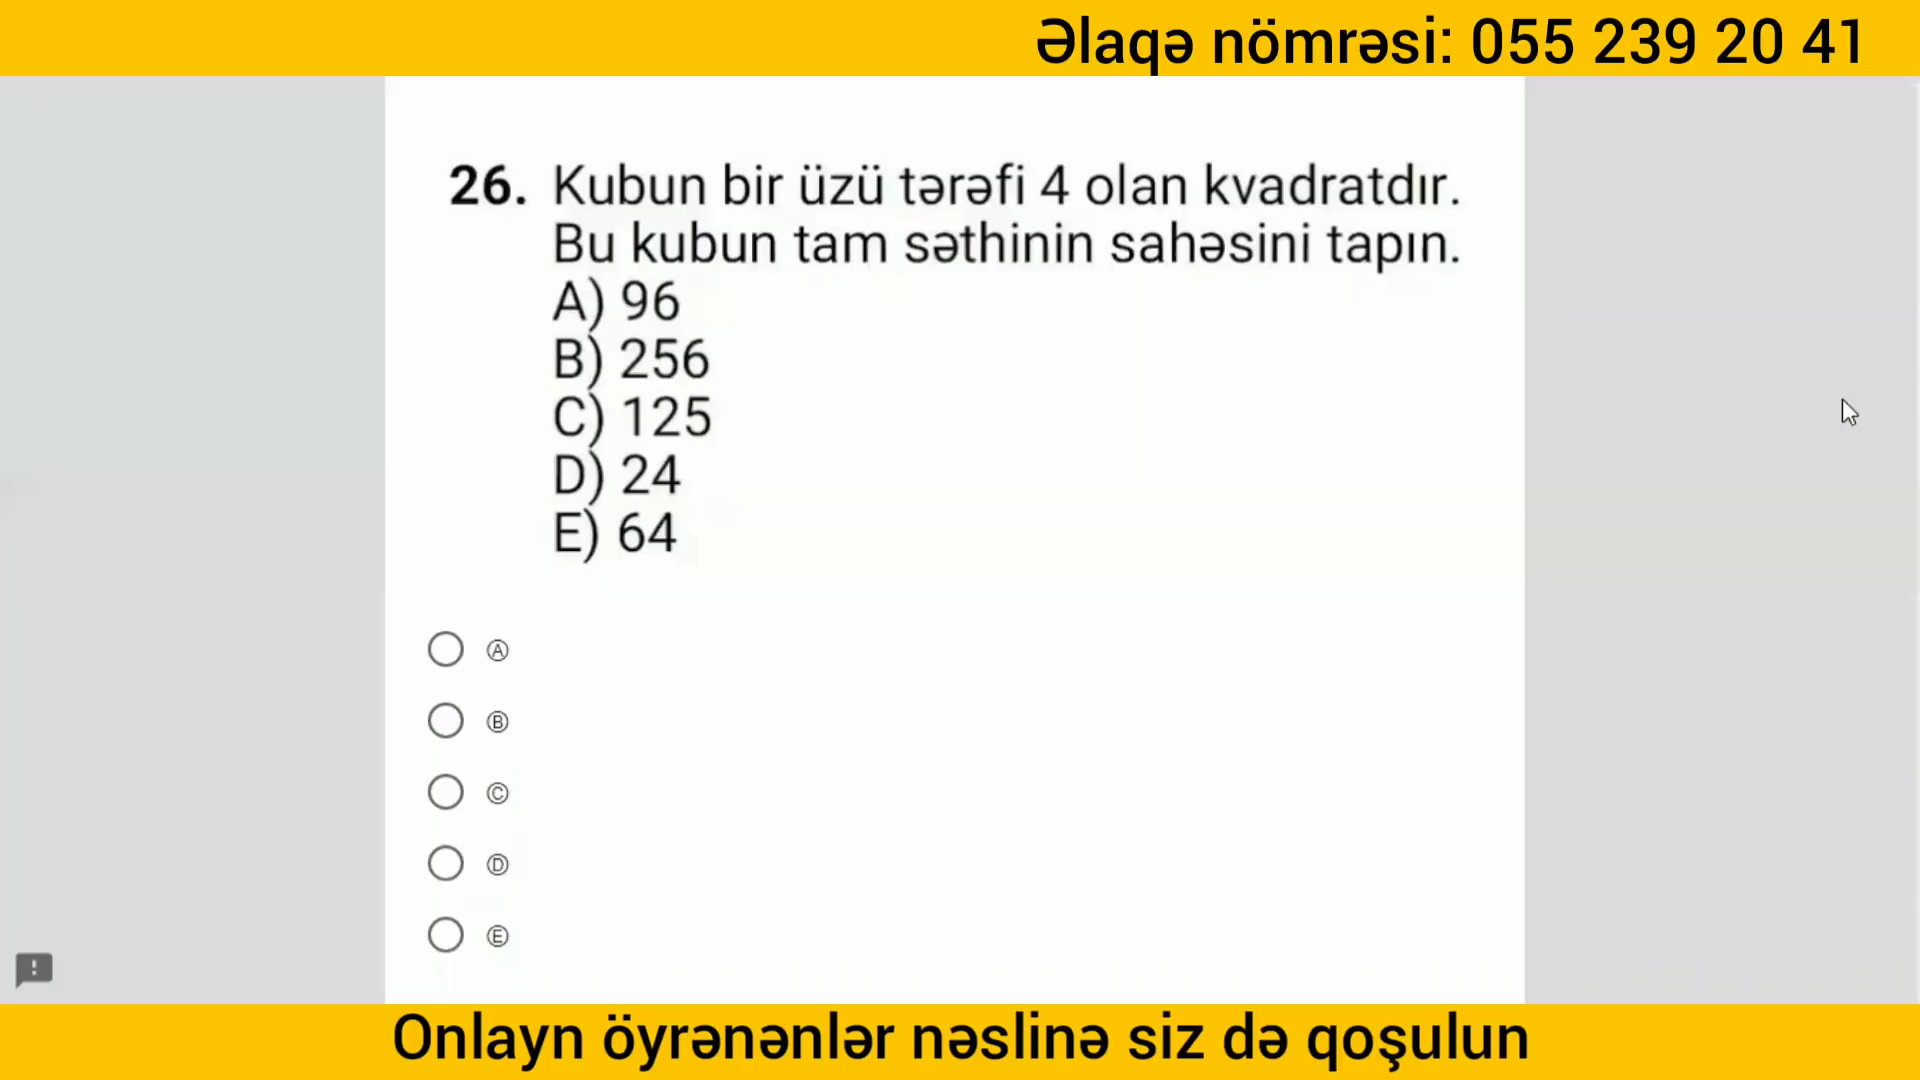 Əlaqə nömrəsi: 055 239 20 41
26. Kubun bir üzü tərəfi 4 olan kvadratdır.
Bu kubun tam səthinin sahəsini tapın.
A) 96
B) 256
C) 125
D) 24
E) 64
Ⓐ
Ⓑ
Ⓒ
Ⓓ
Ⓔ
Onlayn öyrənənlər nəslinə siz də qoşulun